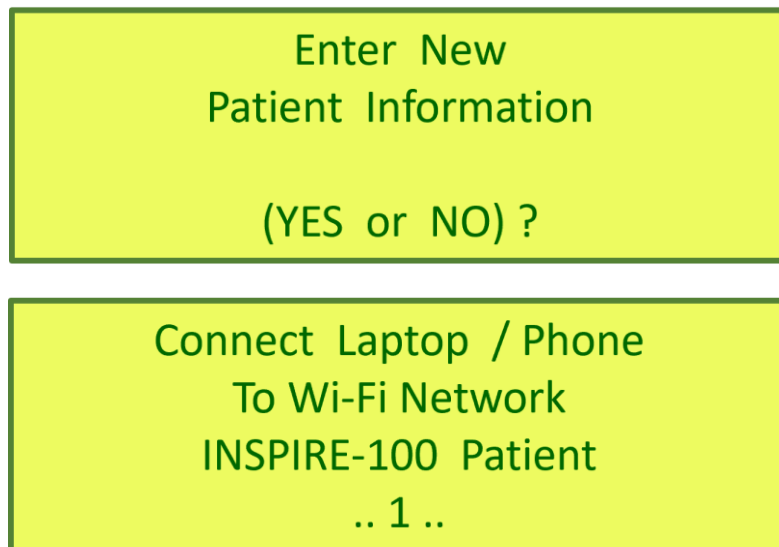 Enter New
Patient Information
(YES or NO) ?
Connect Laptop / Phone
To Wi-Fi Network
INSPIRE-100 Patient
.. 1 ..